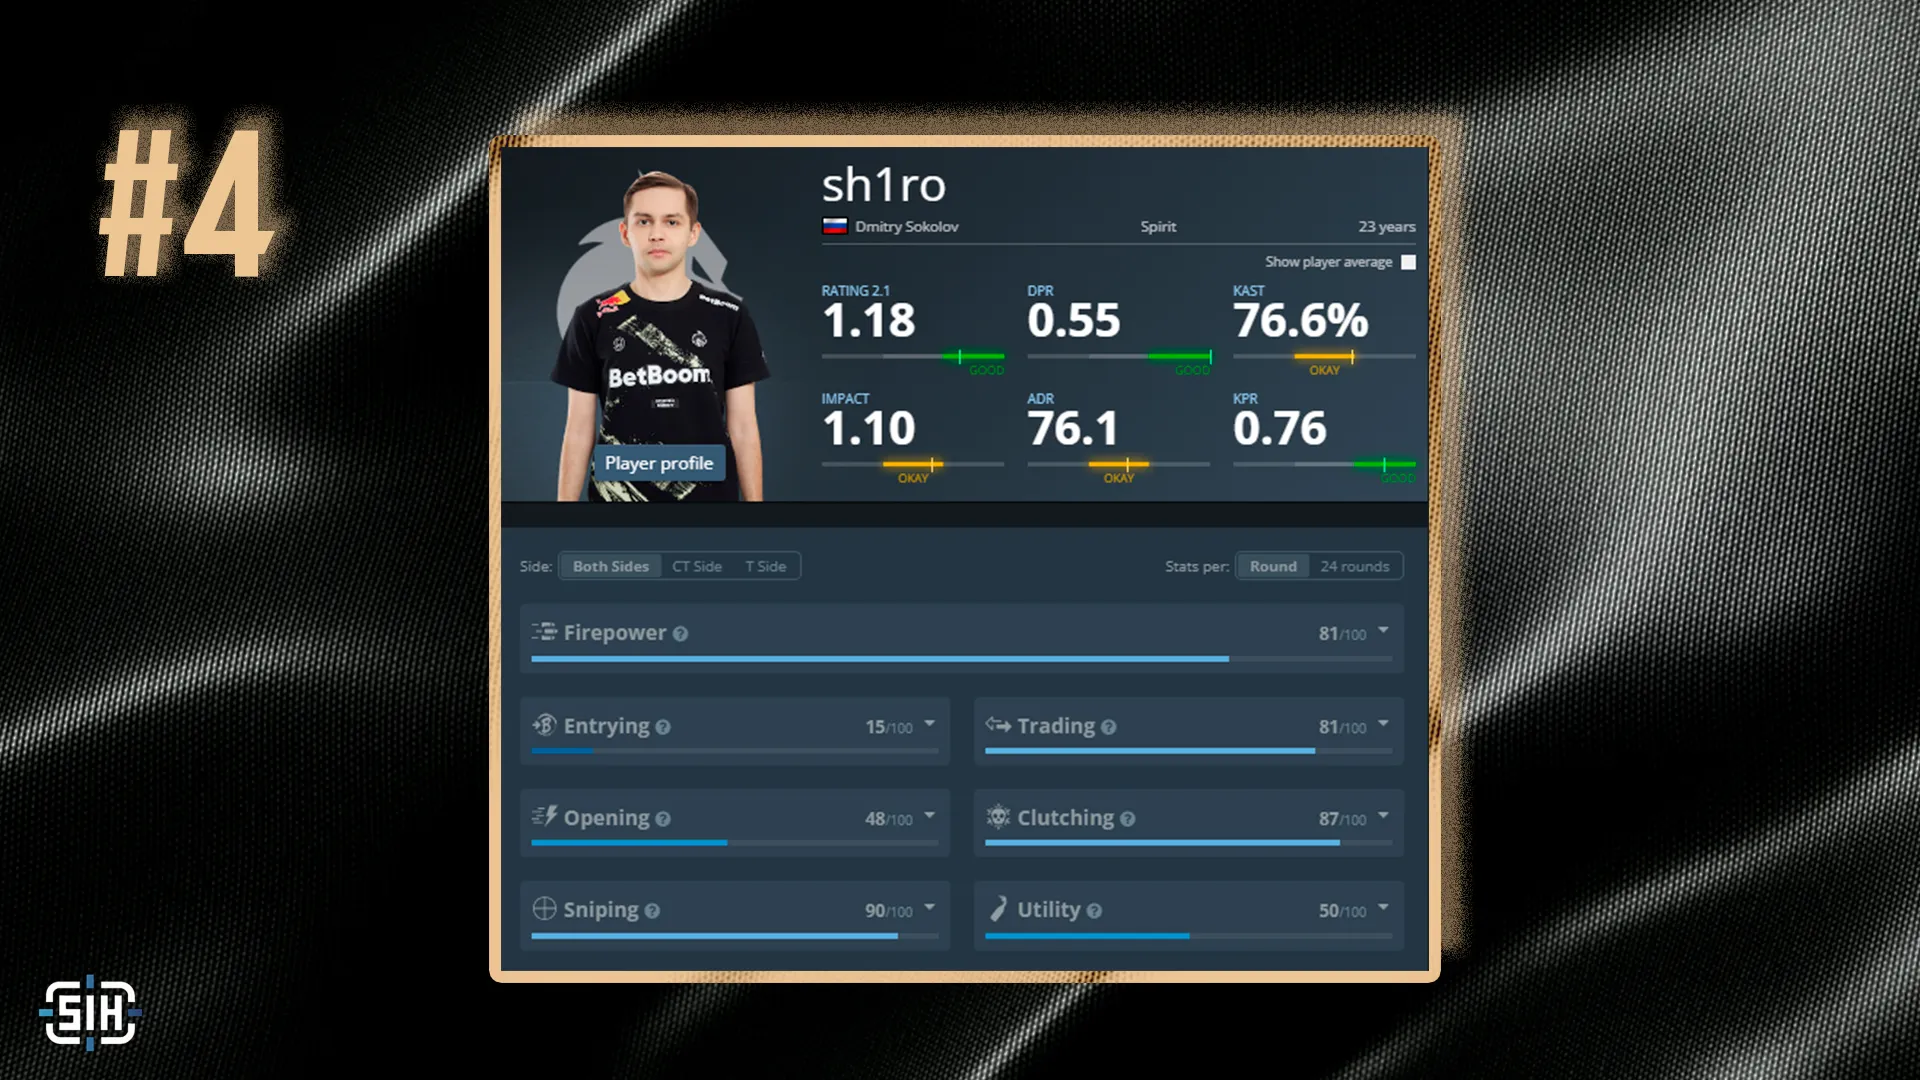 #4
sh1ro
Dmitry Sokolov Spirit 23 years
Show player average
RATING 2.1 DPR KAST
1.18 0.55 76.6%
GOOD GOOD OKAY
IMPACT ADR KPR
1.10 76.1 0.76
OKAY OKAY GOOD
BetBoom
BetBoom
Player profile
Side: Both Sides CT Side T Side Stats per: Round 24 rounds
Firepower ? 81/100
Entrying ? 15/100 Trading ? 81/100
Opening ? 48/100 Clutching ? 87/100
Sniping ? 90/100 Utility ? 50/100
SIH